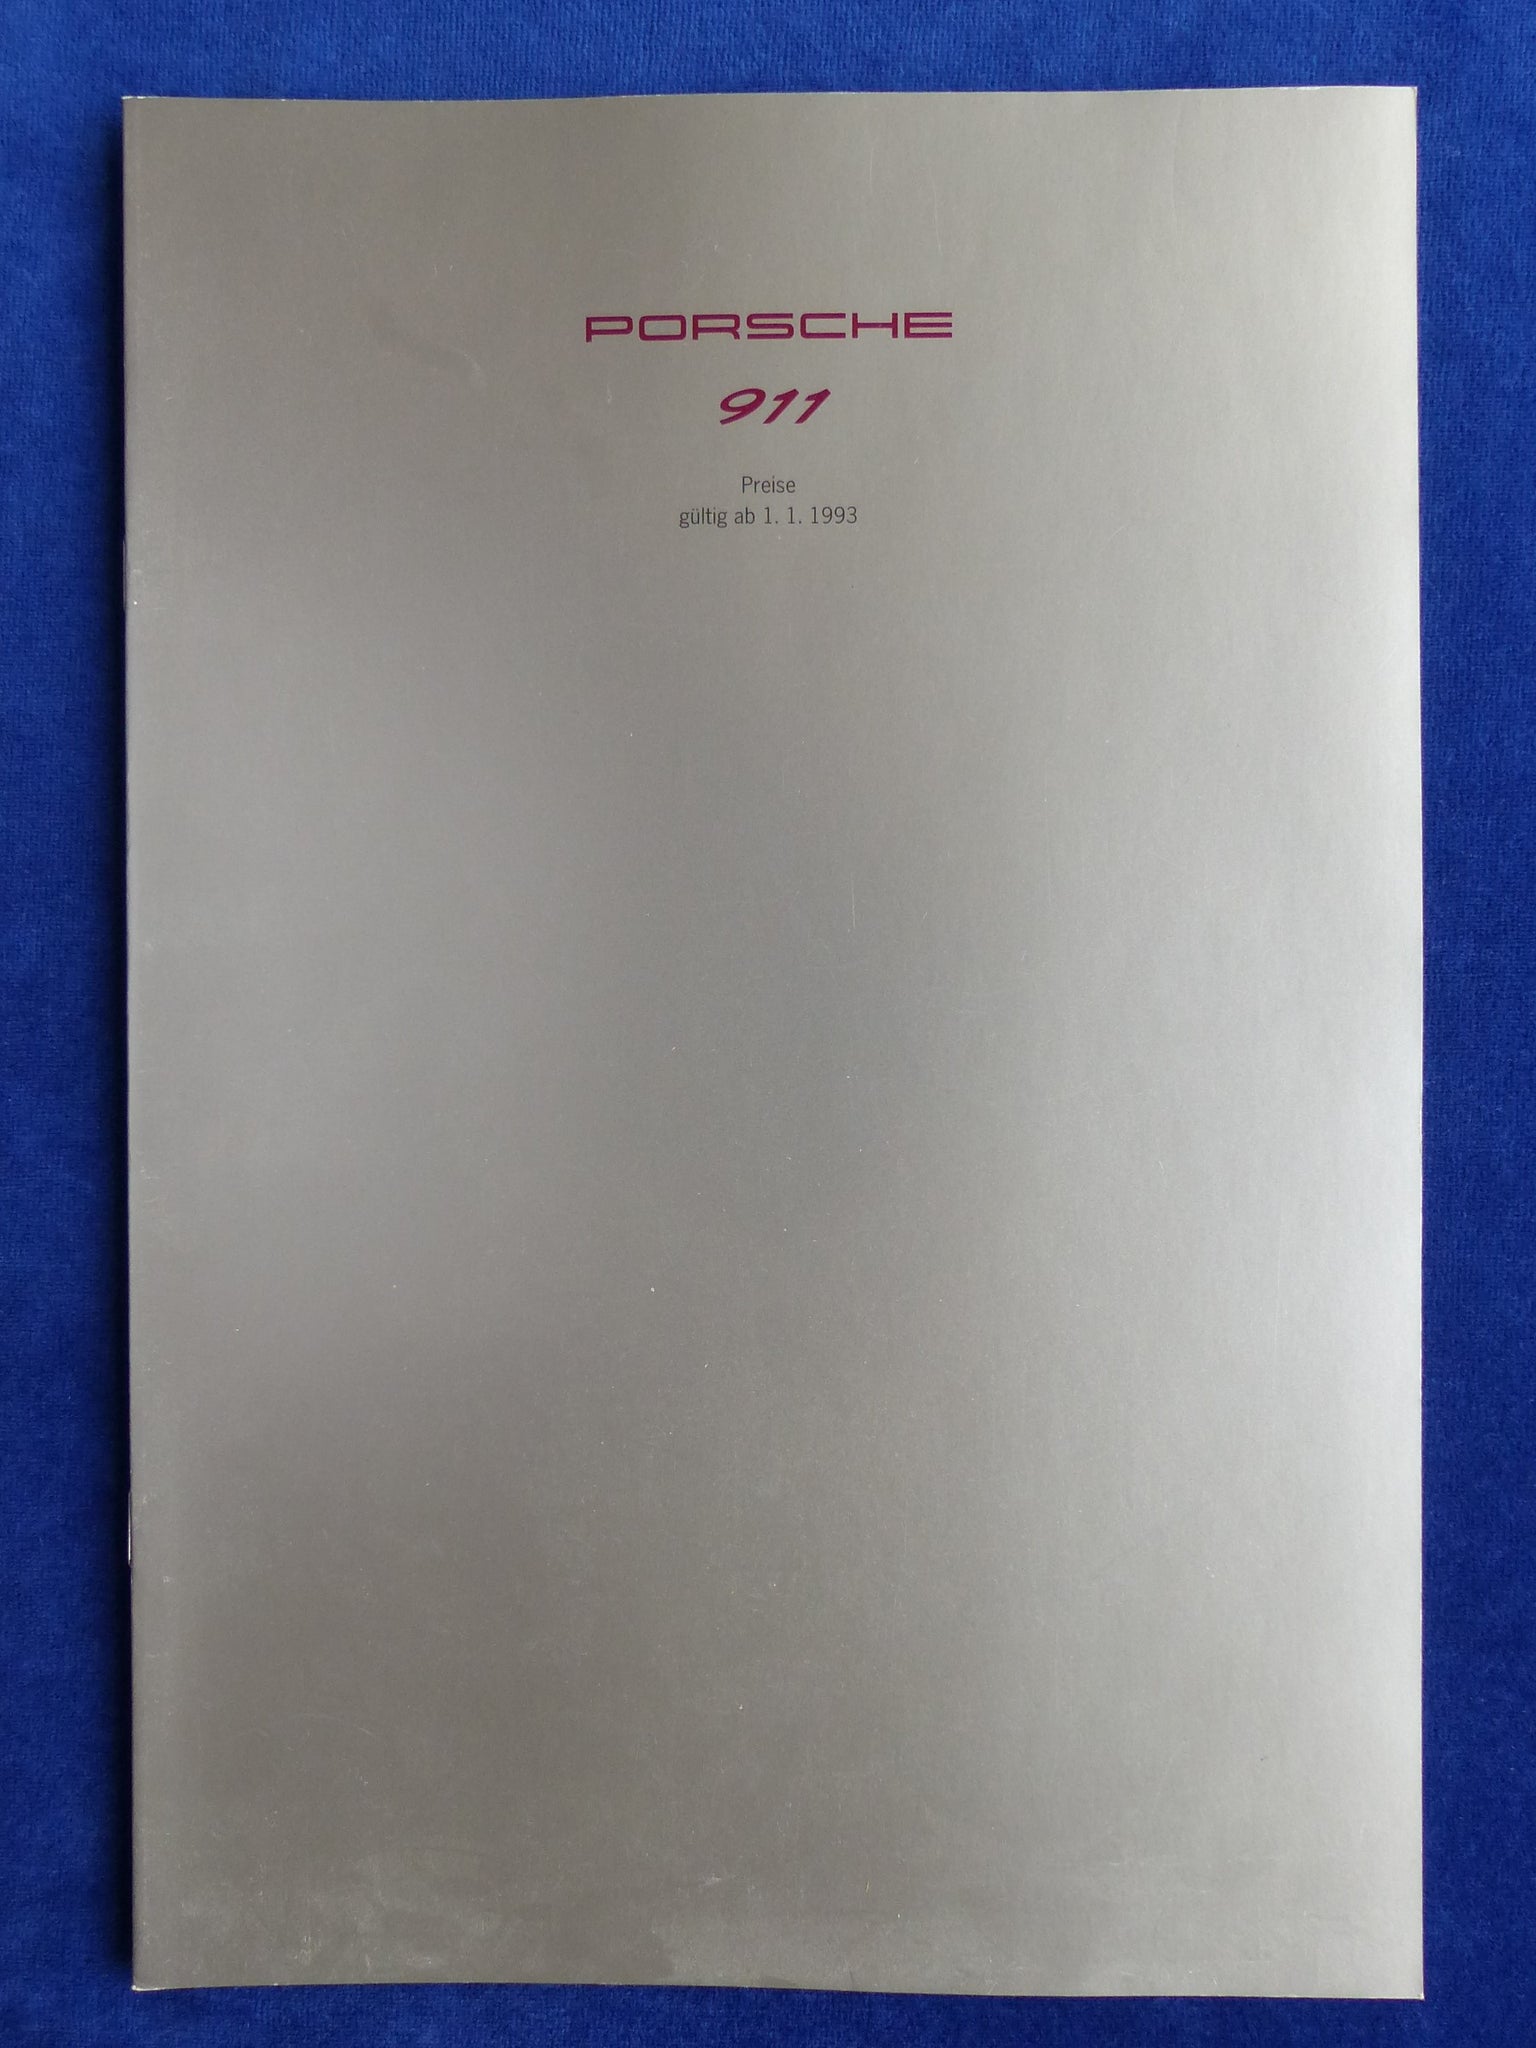 PORSCHE
911
Preise
gültig ab 1. 1. 1993